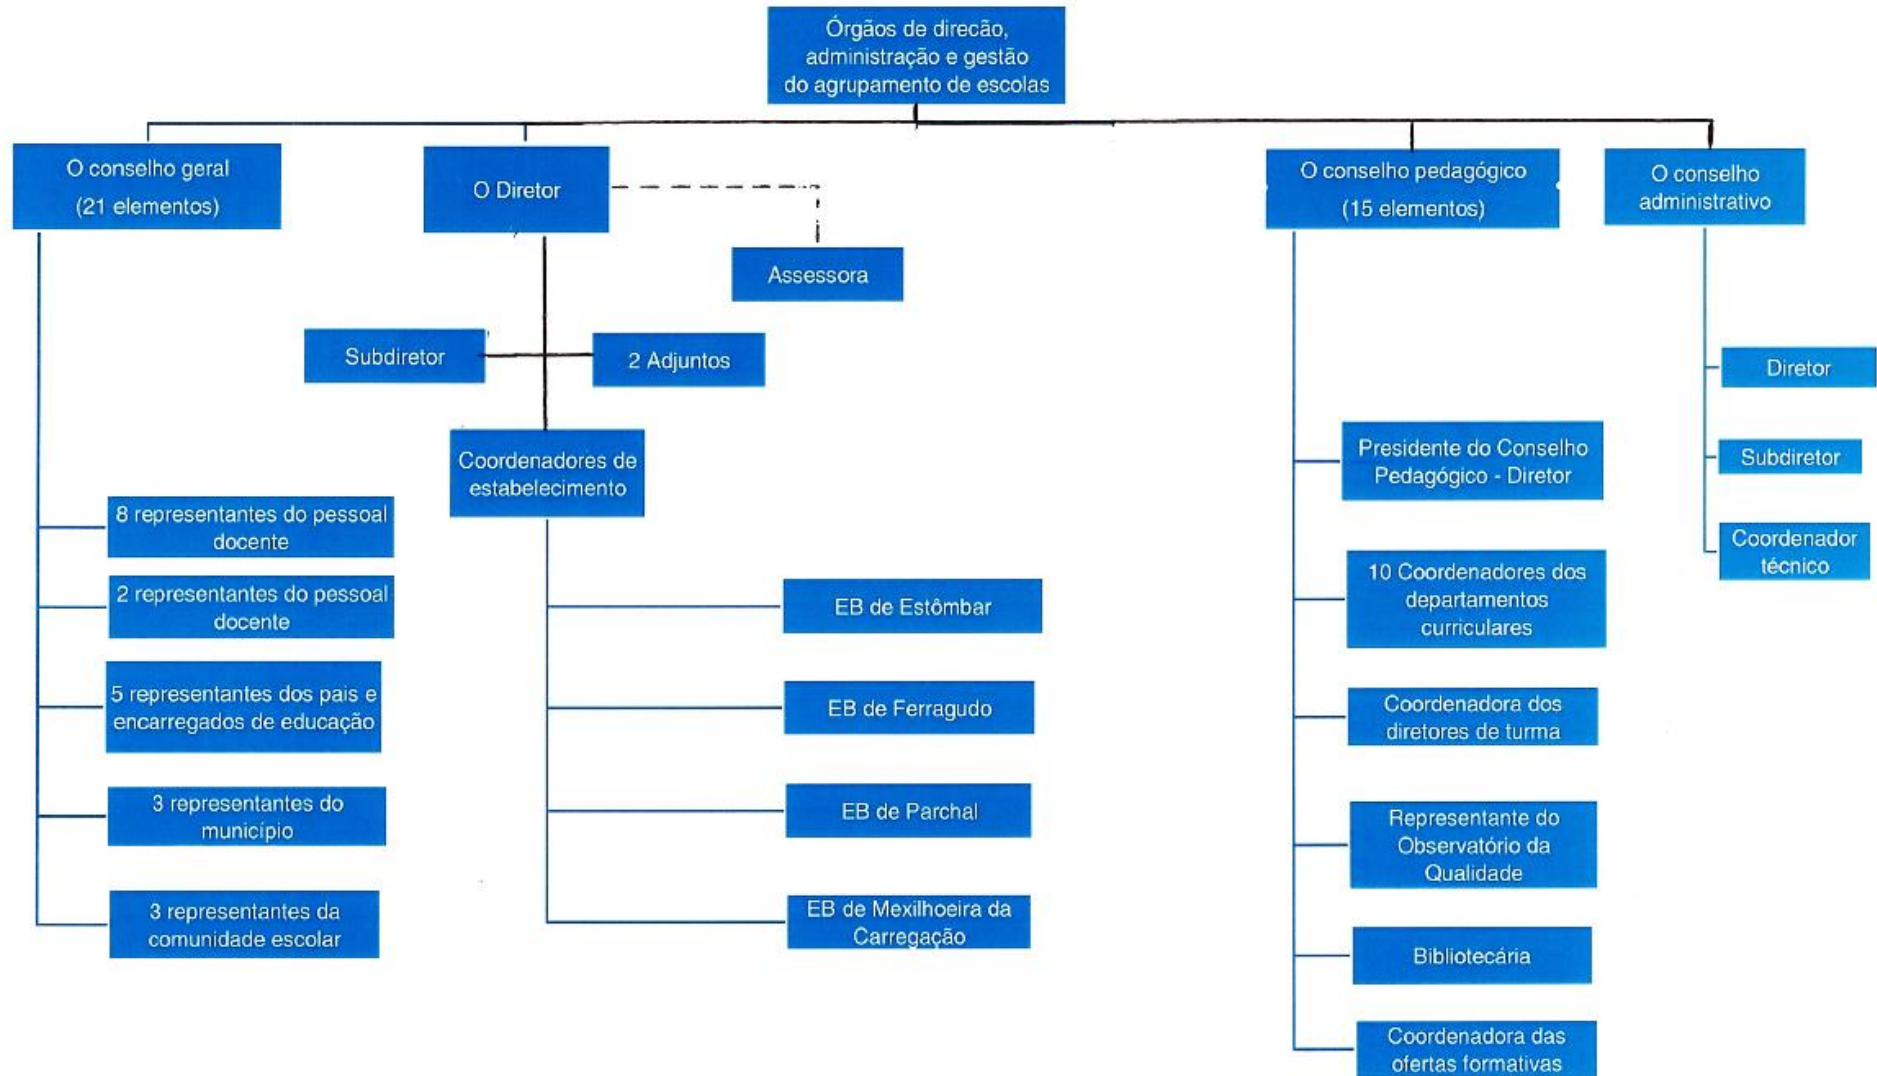 Órgãos de direcão,
administração e gestão
do agrupamento de escolas
O conselho geral
(21 elementos)
8 representantes do pessoal
docente
2 representantes do pessoal
docente
5 representantes dos pais e
encarregados de educação
3 representantes do
município
3 representantes da
comunidade escolar
O Diretor
Assessora
Subdiretor
2 Adjuntos
Coordenadores de
estabelecimento
EB de Estômbar
EB de Ferragudo
EB de Parchal
EB de Mexilhoeira da
Carregação
O conselho pedagógico
(15 elementos)
Presidente do Conselho
Pedagógico - Diretor
10 Coordenadores dos
departamentos
curriculares
Coordenadora dos
diretores de turma
Representante do
Observatório da
Qualidade
Bibliotecária
Coordenadora das
ofertas formativas
O conselho
administrativo
Diretor
Subdiretor
Coordenador
técnico